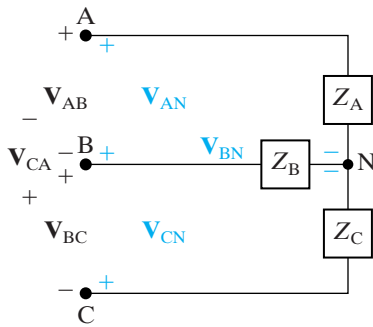 A
+ +
V_AB V_AN Z_A
−
B V_BN − N
V_CA − + Z_B −
+
+
V_BC V_CN Z_C
− +
C